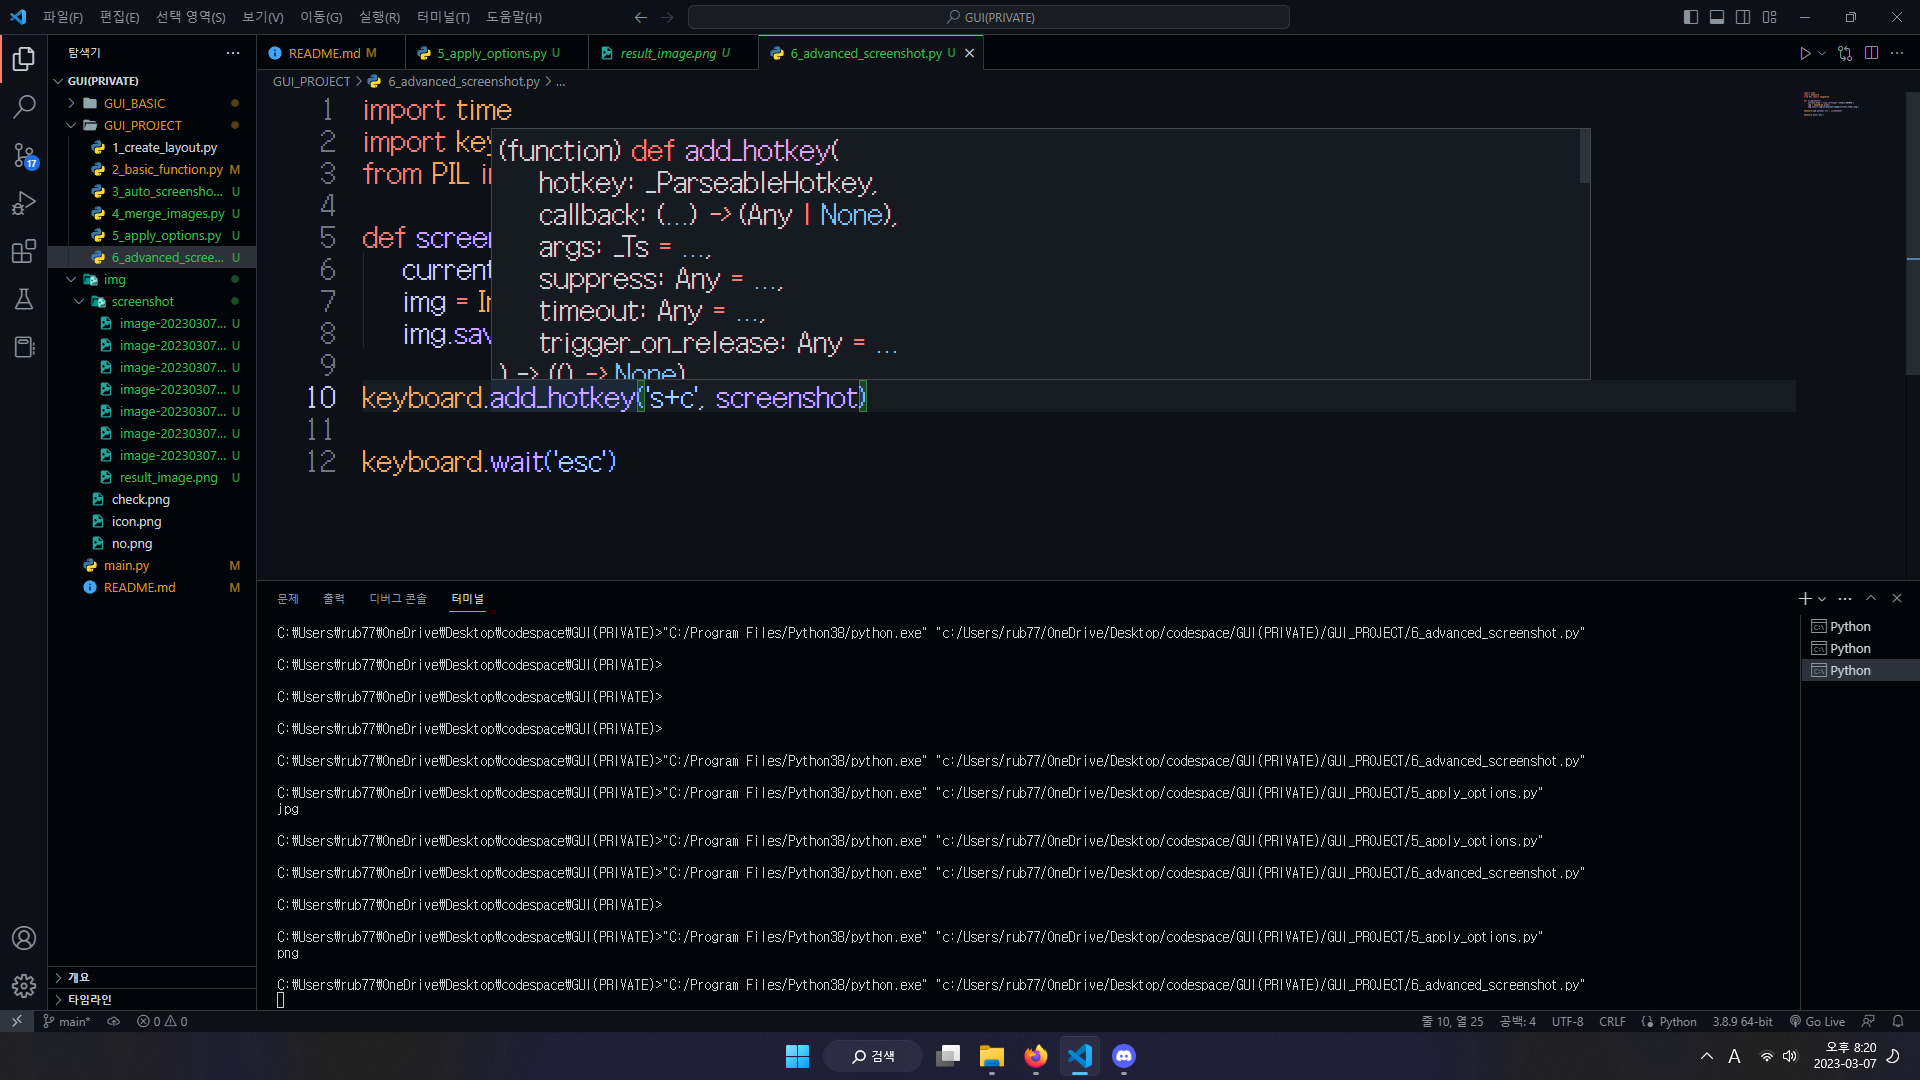 파일(F) 편집(E) 선택 영역(S) 보기(V) 이동(G) 실행(R) 터미널(T) 도움말(H)
GUI(PRIVATE)
탐색기
GUI(PRIVATE)
GUI_BASIC
GUI_PROJECT
1_create_layout.py
2_basic_function.py M
3_auto_screensho... U
4_merge_images.py U
5_apply_options.py U
6_advanced_scree... U
img
screenshot
image-20230307... U
image-20230307... U
image-20230307... U
image-20230307... U
image-20230307... U
image-20230307... U
image-20230307... U
result_image.png U
check.png
icon.png
no.png
main.py M
README.md M
개요
타임라인
17
README.md M
5_apply_options.py U
result_image.png U
6_advanced_screenshot.py U
GUI_PROJECT > 6_advanced_screenshot.py > ...
1 import time
2 import key
3 from PIL i
4
5 def screen
6 current
7 img = I
8 img.sav
9
10 keyboard.add_hotkey('s+c', screenshot)
11
12 keyboard.wait('esc')
(function) def add_hotkey(
hotkey: _ParseableHotkey,
callback: (...) -> (Any | None),
args: _Ts = ...,
suppress: Any = ...,
timeout: Any = ...,
trigger_on_release: Any = ...
) -> (() -> None)
문제 출력 디버그 콘솔 터미널
C:₩Users₩rub77₩OneDrive₩Desktop₩codespace₩GUI(PRIVATE)>"C:/Program Files/Python38/python.exe" "c:/Users/rub77/OneDrive/Desktop/codespace/GUI(PRIVATE)/GUI_PROJECT/6_advanced_screenshot.py"
C:₩Users₩rub77₩OneDrive₩Desktop₩codespace₩GUI(PRIVATE)>
C:₩Users₩rub77₩OneDrive₩Desktop₩codespace₩GUI(PRIVATE)>
C:₩Users₩rub77₩OneDrive₩Desktop₩codespace₩GUI(PRIVATE)>
C:₩Users₩rub77₩OneDrive₩Desktop₩codespace₩GUI(PRIVATE)>"C:/Program Files/Python38/python.exe" "c:/Users/rub77/OneDrive/Desktop/codespace/GUI(PRIVATE)/GUI_PROJECT/6_advanced_screenshot.py"
C:₩Users₩rub77₩OneDrive₩Desktop₩codespace₩GUI(PRIVATE)>"C:/Program Files/Python38/python.exe" "c:/Users/rub77/OneDrive/Desktop/codespace/GUI(PRIVATE)/GUI_PROJECT/5_apply_options.py"
jpg
C:₩Users₩rub77₩OneDrive₩Desktop₩codespace₩GUI(PRIVATE)>"C:/Program Files/Python38/python.exe" "c:/Users/rub77/OneDrive/Desktop/codespace/GUI(PRIVATE)/GUI_PROJECT/5_apply_options.py"
C:₩Users₩rub77₩OneDrive₩Desktop₩codespace₩GUI(PRIVATE)>"C:/Program Files/Python38/python.exe" "c:/Users/rub77/OneDrive/Desktop/codespace/GUI(PRIVATE)/GUI_PROJECT/6_advanced_screenshot.py"
C:₩Users₩rub77₩OneDrive₩Desktop₩codespace₩GUI(PRIVATE)>
C:₩Users₩rub77₩OneDrive₩Desktop₩codespace₩GUI(PRIVATE)>"C:/Program Files/Python38/python.exe" "c:/Users/rub77/OneDrive/Desktop/codespace/GUI(PRIVATE)/GUI_PROJECT/5_apply_options.py"
png
C:₩Users₩rub77₩OneDrive₩Desktop₩codespace₩GUI(PRIVATE)>"C:/Program Files/Python38/python.exe" "c:/Users/rub77/OneDrive/Desktop/codespace/GUI(PRIVATE)/GUI_PROJECT/6_advanced_screenshot.py"
Python
Python
Python
main* 0 0 줄 10, 열 25 공백: 4 UTF-8 CRLF Python 3.8.9 64-bit Go Live
검색
A
오후 8:20
2023-03-07